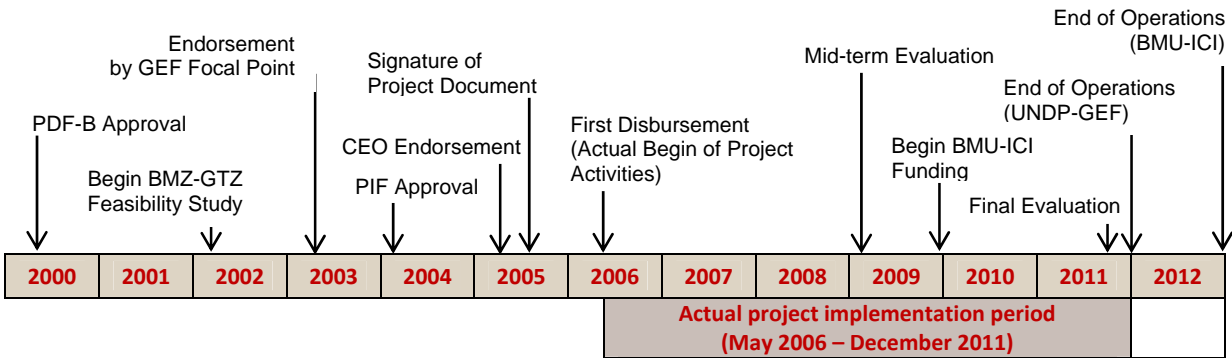 End of Operations
(BMU-ICI)
Endorsement
by GEF Focal Point
Signature of
Project Document
Mid-term Evaluation
End of Operations
(UNDP-GEF)
PDF-B Approval
First Disbursement
(Actual Begin of Project
Activities)
CEO Endorsement
Begin BMU-ICI
Funding
Begin BMZ-GTZ
Feasibility Study
PIF Approval
Final Evaluation
2000 2001 2002 2003 2004 2005 2006 2007 2008 2009 2010 2011 2012
Actual project implementation period
(May 2006 – December 2011)